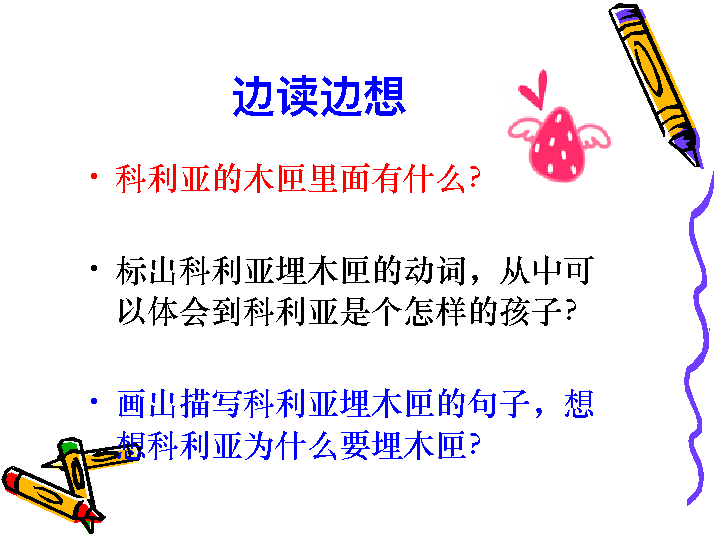 边读边想
• 科利亚的木匣里面有什么?
• 标出科利亚埋木匣的动词，从中可
以体会到科利亚是个怎样的孩子?
• 画出描写科利亚埋木匣的句子，想
想科利亚为什么要埋木匣?